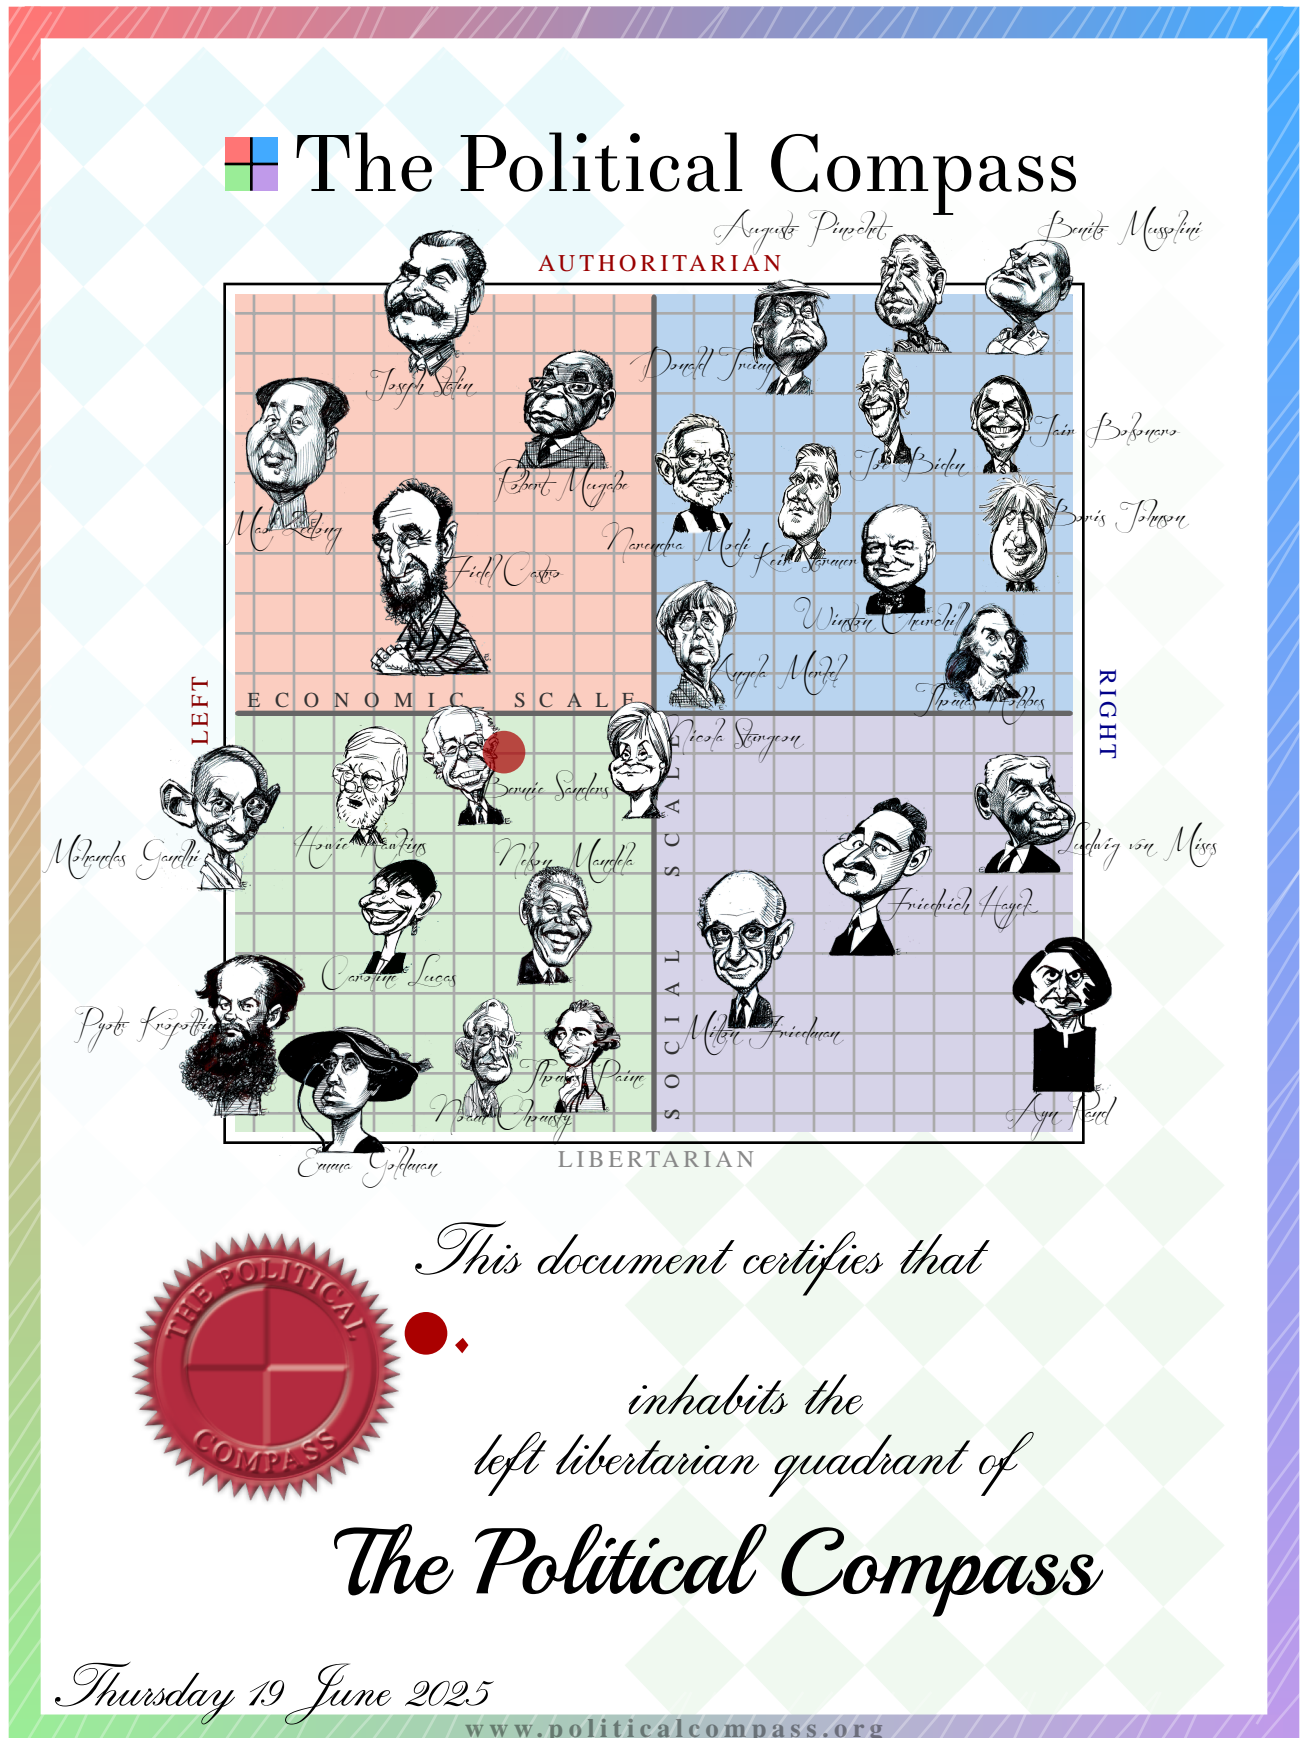 The Political Compass
Augusto Pinochet
Benito Mussolini
AUTHORITARIAN
Donald Trump
Joseph Stalin
Jair Bolsonaro
Joe Biden
Robert Mugabe
Boris Johnson
Mao Zedong
Narendra Modi
Keir Starmer
Fidel Castro
Winston Churchill
Angela Merkel
Thomas Hobbes
ECONOMIC SCALE
LEFT
RIGHT
Nicola Sturgeon
Bernie Sanders
Howie Hawkins
Mohandas Gandhi
Nelson Mandela
Ludwig von Mises
SOCIAL SCALE
Friedrich Hayek
Caroline Lucas
Pyotr Kropotkin
Milton Friedman
Thomas Paine
Noam Chomsky
Ayn Rand
Emma Goldman
LIBERTARIAN
This document certifies that
THE POLITICAL
COMPASS
inhabits the
left libertarian quadrant of
The Political Compass
Thursday 19 June 2025
www.politicalcompass.org